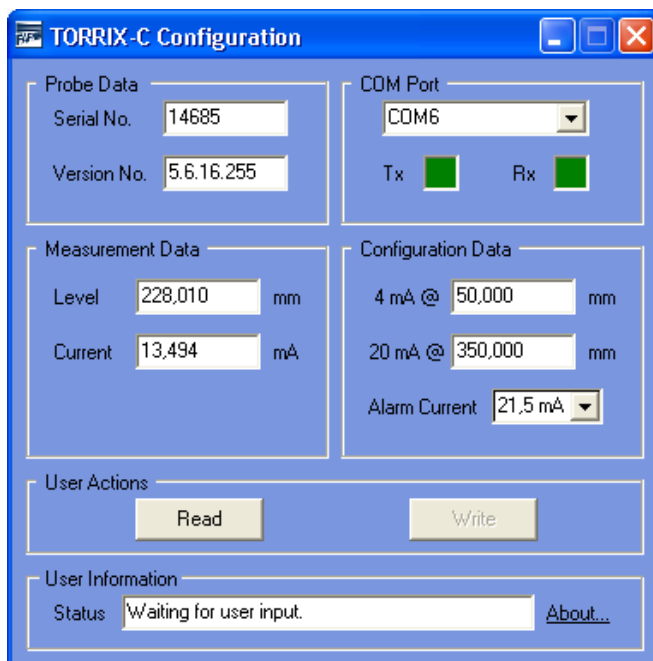 TORRIX-C Configuration
Probe Data
Serial No. 14685
Version No. 5.6.16.255
COM Port
COM6
Tx Rx
Measurement Data
Level 228,010 mm
Current 13,494 mA
Configuration Data
4 mA @ 50,000 mm
20 mA @ 350,000 mm
Alarm Current 21,5 mA
User Actions
Read Write
User Information
Status Waiting for user input. About...